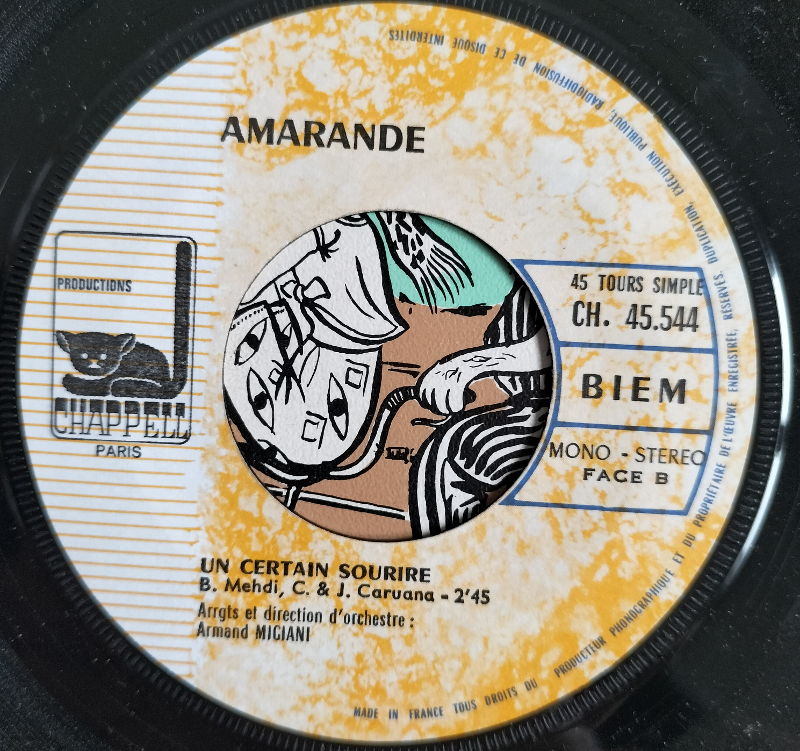 AMARANDE
PRODUCTIONS
CHAPPELL
PARIS
45 TOURS SIMPLE
CH. 45.544
BIEM
MONO - STEREO
FACE B
UN CERTAIN SOURIRE
B. Mehdi, C. & J. Caruana - 2'45
Arrgts et direction d'orchestre :
Armand MIGIANI
MADE IN FRANCE TOUS DROITS DU PRODUCTEUR PHONOGRAPHIQUE ET DU PROPRIÉTAIRE DE L'ŒUVRE ENREGISTRÉE, RÉSERVÉS. DUPLICATION, EXÉCUTION PUBLIQUE, RADIODIFFUSION DE CE DISQUE INTERDITES